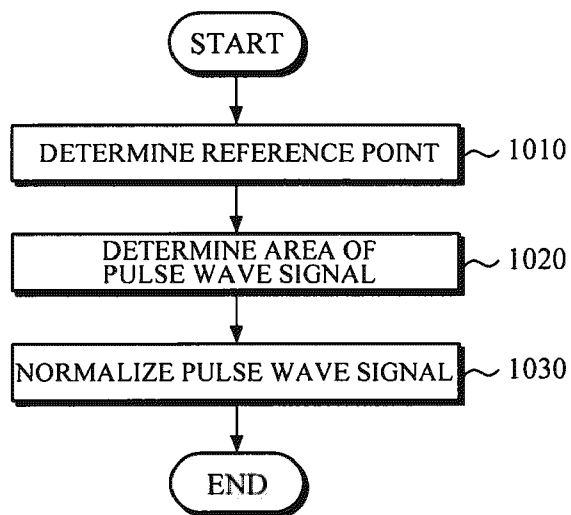 START
DETERMINE REFERENCE POINT
1010
DETERMINE AREA OF
PULSE WAVE SIGNAL
1020
NORMALIZE PULSE WAVE SIGNAL
1030
END